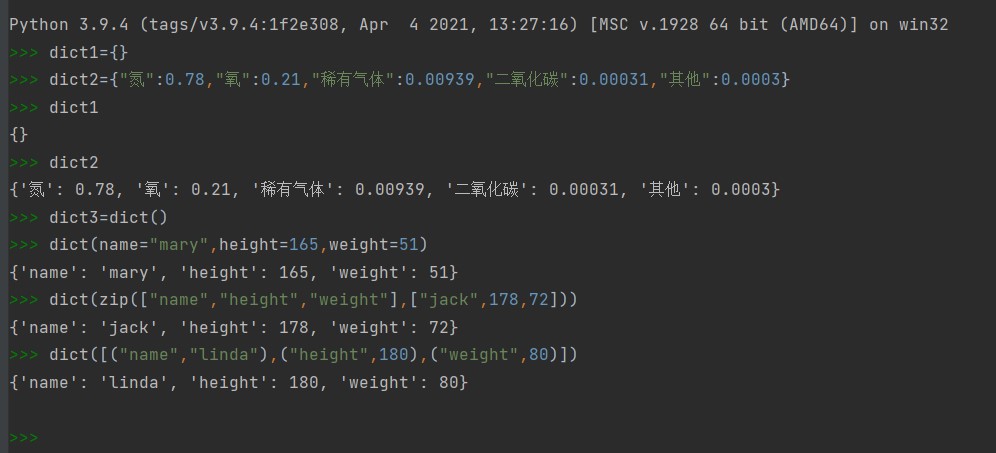 Python 3.9.4 (tags/v3.9.4:1f2e308, Apr  4 2021, 13:27:16) [MSC v.1928 64 bit (AMD64)] on win32
>>> dict1={}
>>> dict2={"氮":0.78,"氧":0.21,"稀有气体":0.00939,"二氧化碳":0.00031,"其他":0.0003}
>>> dict1
{}
>>> dict2
{'氮': 0.78, '氧': 0.21, '稀有气体': 0.00939, '二氧化碳': 0.00031, '其他': 0.0003}
>>> dict3=dict()
>>> dict(name="mary",height=165,weight=51)
{'name': 'mary', 'height': 165, 'weight': 51}
>>> dict(zip(["name","height","weight"],["jack",178,72]))
{'name': 'jack', 'height': 178, 'weight': 72}
>>> dict([("name","linda"),("height",180),("weight",80)])
{'name': 'linda', 'height': 180, 'weight': 80}
>>>